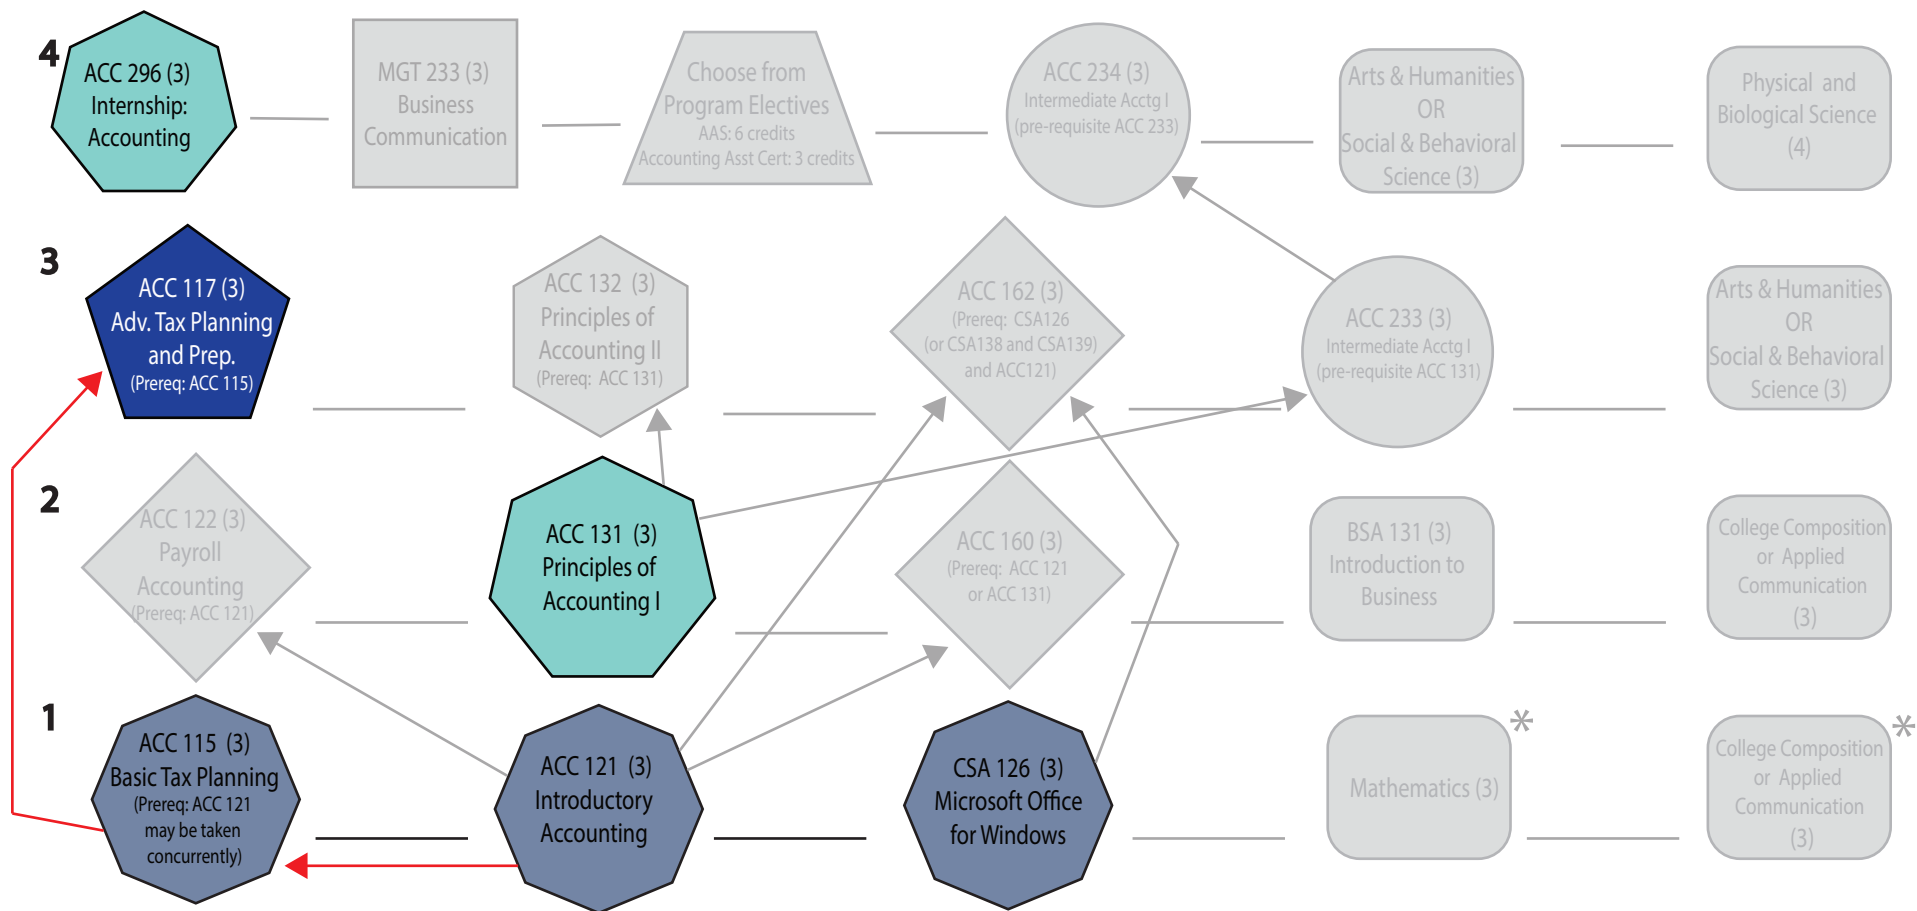 4
ACC 296 (3)
Internship:
Accounting
MGT 233 (3)
Business
Communication
Choose from
Program Electives
AAS: 6 credits
Accounting Asst Cert: 3 credits
ACC 234 (3)
Intermediate Acctg I
(pre-requisite ACC 233)
Arts & Humanities
OR
Social & Behavioral
Science (3)
Physical and
Biological Science
(4)
3
ACC 117 (3)
Adv. Tax Planning
and Prep.
(Prereq: ACC 115)
ACC 132 (3)
Principles of
Accounting II
(Prereq: ACC 131)
ACC 162 (3)
(Prereq: CSA126
(or CSA138 and CSA139)
and ACC121)
ACC 233 (3)
Intermediate Acctg I
(pre-requisite ACC 131)
Arts & Humanities
OR
Social & Behavioral
Science (3)
2
ACC 122 (3)
Payroll
Accounting
(Prereq: ACC 121)
ACC 131 (3)
Principles of
Accounting I
ACC 160 (3)
(Prereq: ACC 121
or ACC 131)
BSA 131 (3)
Introduction to
Business
College Composition
or Applied
Communication
(3)
1
ACC 115 (3)
Basic Tax Planning
(Prereq: ACC 121
may be taken
concurrently)
ACC 121 (3)
Introductory
Accounting
CSA 126 (3)
Microsoft Office
for Windows
Mathematics (3)
*
College Composition
or Applied
Communication
(3)
*